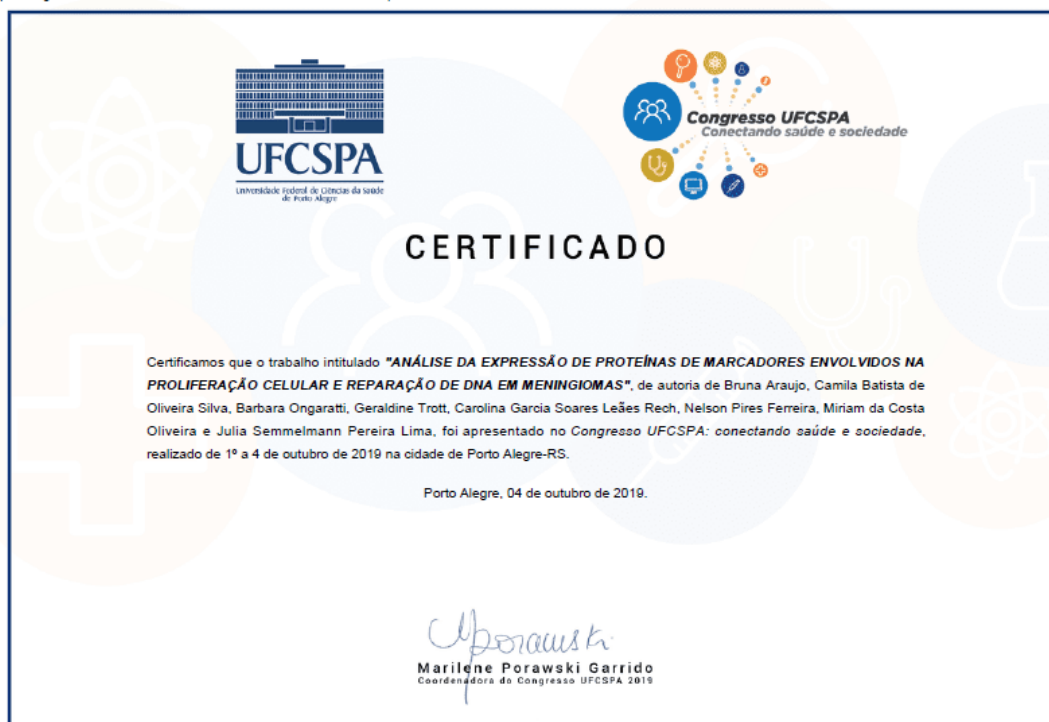 UFCSPA
Universidade Federal de Ciências da Saúde
de Porto Alegre
Congresso UFCSPA
Conectando saúde e sociedade
CERTIFICADO
Certificamos que o trabalho intitulado "ANÁLISE DA EXPRESSÃO DE PROTEÍNAS DE MARCADORES ENVOLVIDOS NA
PROLIFERAÇÃO CELULAR E REPARAÇÃO DE DNA EM MENINGIOMAS", de autoria de Bruna Araujo, Camila Batista de
Oliveira Silva, Barbara Ongaratti, Geraldine Trott, Carolina Garcia Soares Leães Rech, Nelson Pires Ferreira, Miriam da Costa
Oliveira e Julia Semmelmann Pereira Lima, foi apresentado no Congresso UFCSPA: conectando saúde e sociedade,
realizado de 1º a 4 de outubro de 2019 na cidade de Porto Alegre-RS.
Porto Alegre, 04 de outubro de 2019.
MPorawski
Marilene Porawski Garrido
Coordenadora do Congresso UFCSPA 2019